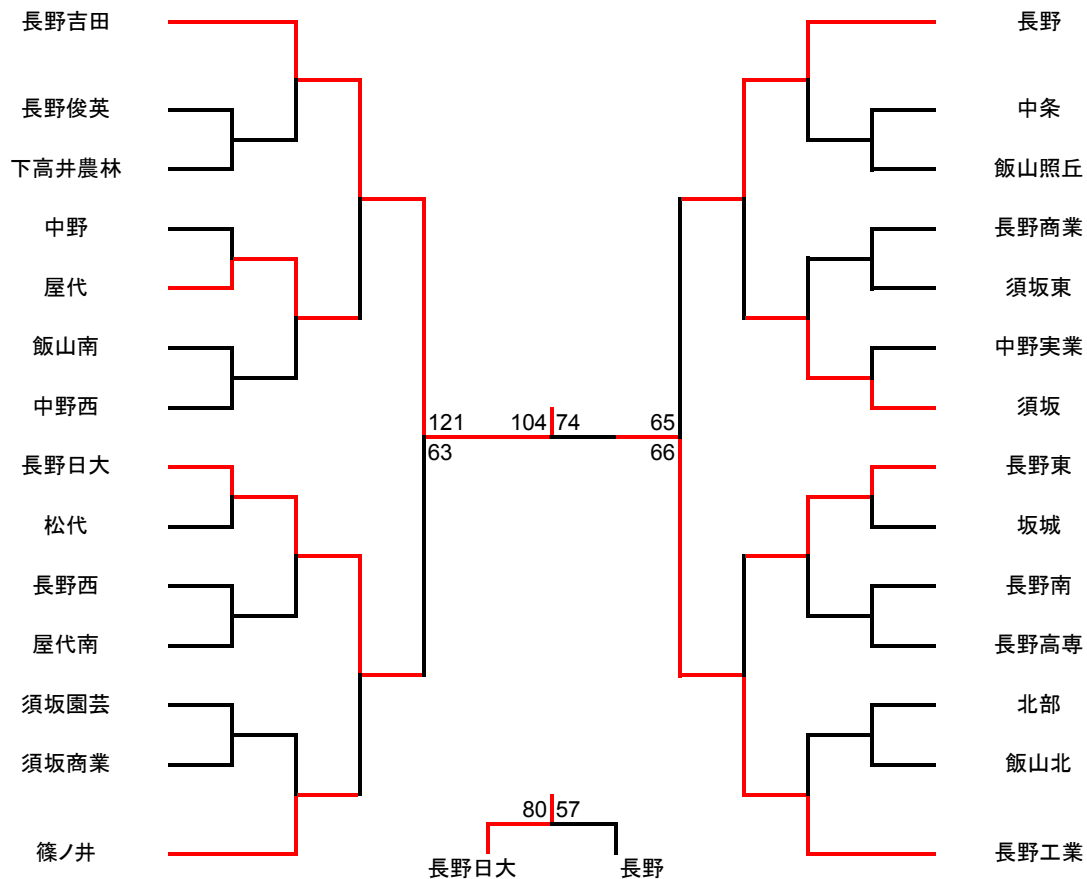 長野吉田
長野
長野俊英
中条
下高井農林
飯山照丘
中野
長野商業
屋代
須坂東
飯山南
中野実業
中野西
須坂
121
104
74
65
63
66
長野日大
長野東
松代
坂城
長野西
長野南
屋代南
長野高専
須坂園芸
北部
須坂商業
飯山北
80
57
篠ノ井
長野工業
長野日大
長野